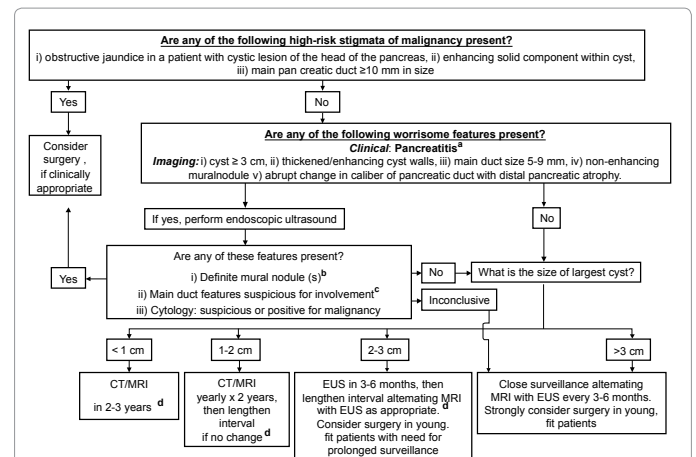 Are any of the following high-risk stigmata of malignancy present?
i) obstructive jaundice in a patient with cystic lesion of the head of the pancreas, ii) enhancing solid component within cyst,
iii) main pan creatic duct ≥10 mm in size
Yes
No
Consider
surgery ,
if clinically
appropriate
Are any of the following worrisome features present?
Clinical: Pancreatitis a
Imaging: i) cyst ≥ 3 cm, ii) thickened/enhancing cyst walls, iii) main duct size 5-9 mm, iv) non-enhancing
muralnodule v) abrupt change in caliber of pancreatic duct with distal pancreatic atrophy.
If yes, perform endoscopic ultrasound
No
Are any of these features present?
i) Definite mural nodule (s) b
ii) Main duct features suspicious for involvement c
iii) Cytology: suspicious or positive for malignancy
Yes
No
What is the size of largest cyst?
Inconclusive
< 1 cm
1-2 cm
2-3 cm
>3 cm
CT/MRI
in 2-3 years d
CT/MRI
yearly x 2 years,
then lengthen
interval
if no change d
EUS in 3-6 months, then
lengthen interval altemating MRI
with EUS as appropriate. d
Consider surgery in young.
fit patients with need for
prolonged surveillance
Close surveillance altemating
MRI with EUS every 3-6 months.
Strongly consider surgery in young,
fit patients